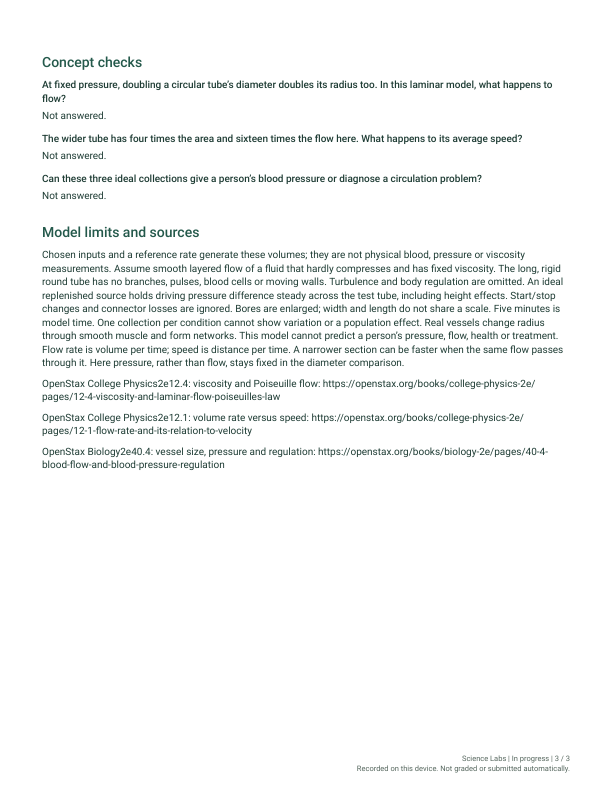 Concept checks
At fixed pressure, doubling a circular tube's diameter doubles its radius too. In this laminar model, what happens to
flow?
Not answered.
The wider tube has four times the area and sixteen times the flow here. What happens to its average speed?
Not answered.
Can these three ideal collections give a person's blood pressure or diagnose a circulation problem?
Not answered.
Model limits and sources
Chosen inputs and a reference rate generate these volumes; they are not physical blood, pressure or viscosity
measurements. Assume smooth layered flow of a fluid that hardly compresses and has fixed viscosity. The long, rigid
round tube has no branches, pulses, blood cells or moving walls. Turbulence and body regulation are omitted. An ideal
replenished source holds driving pressure difference steady across the test tube, including height effects. Start/stop
changes and connector losses are ignored. Bores are enlarged; width and length do not share a scale. Five minutes is
model time. One collection per condition cannot show variation or a population effect. Real vessels change radius
through smooth muscle and form networks. This model cannot predict a person's pressure, flow, health or treatment.
Flow rate is volume per time; speed is distance per time. A narrower section can be faster when the same flow passes
through it. Here pressure, rather than flow, stays fixed in the diameter comparison.
OpenStax College Physics2e12.4: viscosity and Poiseuille flow: https://openstax.org/books/college-physics-2e/
pages/12-4-viscosity-and-laminar-flow-poiseuilles-law
OpenStax College Physics2e12.1: volume rate versus speed: https://openstax.org/books/college-physics-2e/
pages/12-1-flow-rate-and-its-relation-to-velocity
OpenStax Biology2e40.4: vessel size, pressure and regulation: https://openstax.org/books/biology-2e/pages/40-4-
blood-flow-and-blood-pressure-regulation
Science Labs | In progress | 3 / 3
Recorded on this device. Not graded or submitted automatically.